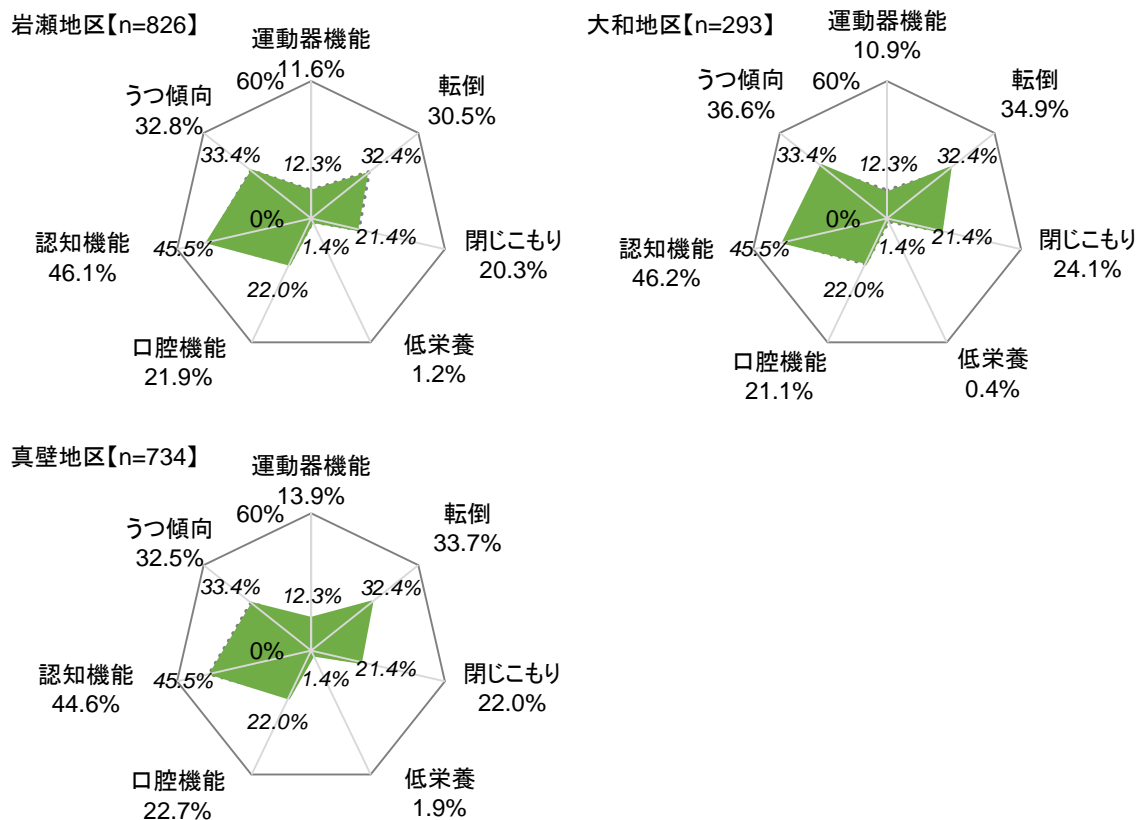 岩瀬地区【n=826】
運動器機能
11.6%
60%
転倒
30.5%
うつ傾向
32.8%
33.4%
12.3%
32.4%
0%
21.4%
1.4%
45.5%
22.0%
認知機能
46.1%
閉じこもり
20.3%
口腔機能
21.9%
低栄養
1.2%
大和地区【n=293】
運動器機能
10.9%
60%
転倒
34.9%
うつ傾向
36.6%
33.4%
12.3%
32.4%
0%
21.4%
1.4%
45.5%
22.0%
認知機能
46.2%
閉じこもり
24.1%
口腔機能
21.1%
低栄養
0.4%
真壁地区【n=734】
運動器機能
13.9%
60%
転倒
33.7%
うつ傾向
32.5%
33.4%
12.3%
32.4%
0%
21.4%
1.4%
45.5%
22.0%
認知機能
44.6%
閉じこもり
22.0%
口腔機能
22.7%
低栄養
1.9%